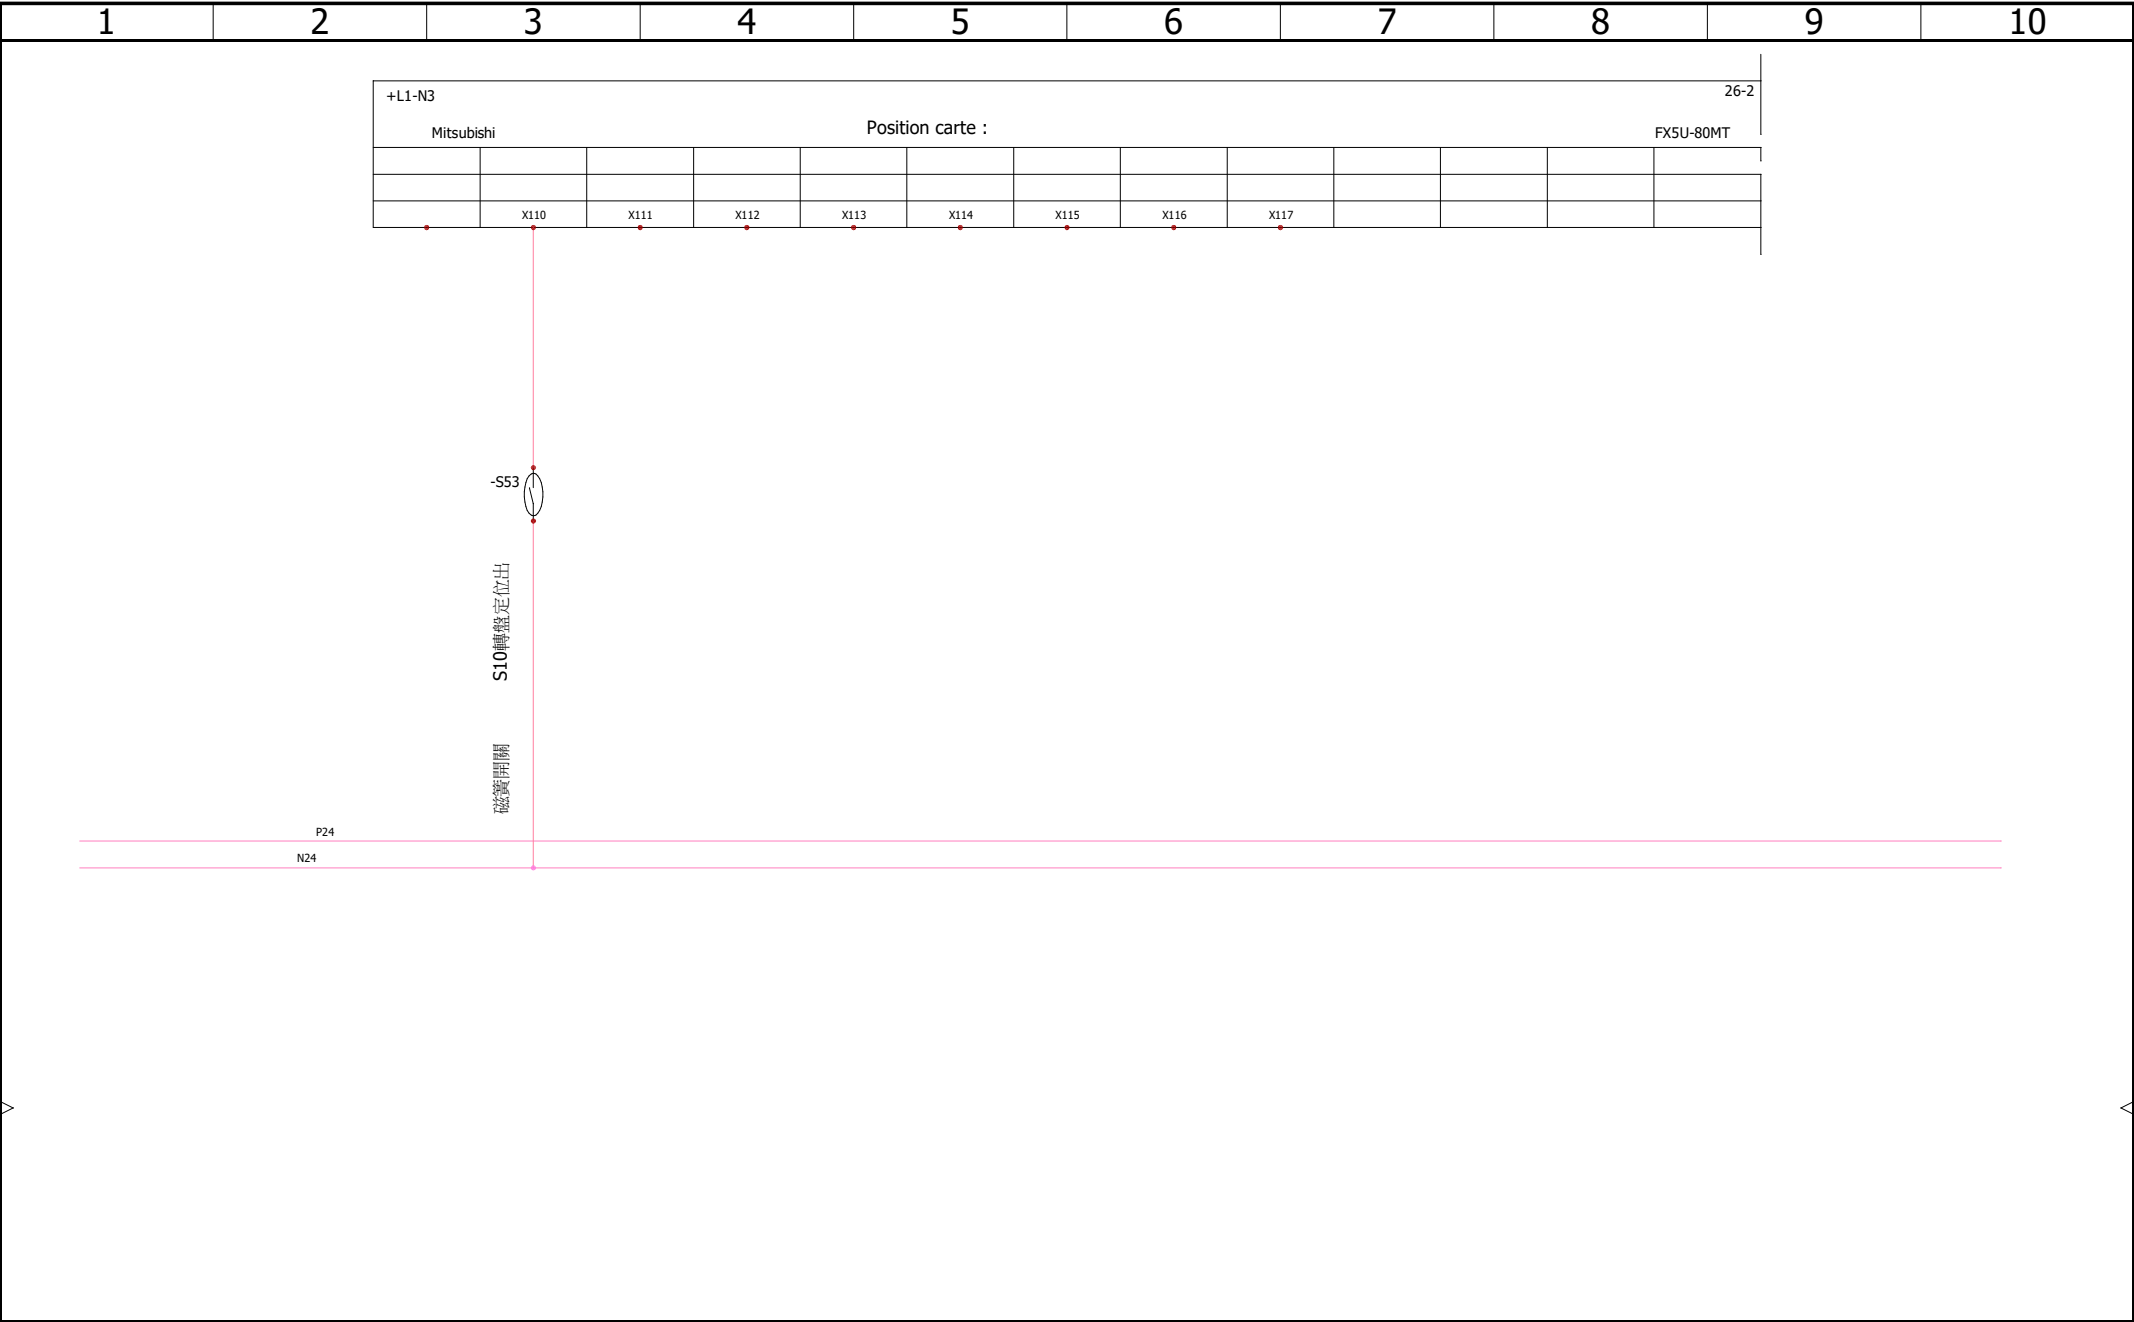 1 2 3 4 5 6 7 8 9 10
+L1-N3 26-2
Mitsubishi Position carte : FX5U-80MT
X110 X111 X112 X113 X114 X115 X116 X117
-S53
S10轉盤定位出
磁簧開關
P24
N24